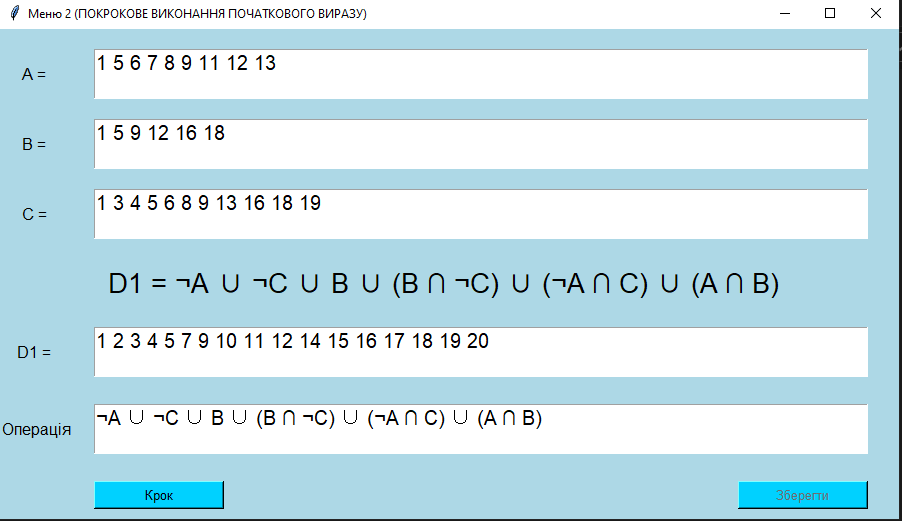 Меню 2 (ПОКРОКОВЕ ВИКОНАННЯ ПОЧАТКОВОГО ВИРАЗУ)
A = 1 5 6 7 8 9 11 12 13
B = 1 5 9 12 16 18
C = 1 3 4 5 6 8 9 13 16 18 19
D1 = ¬A ∪ ¬C ∪ B ∪ (B ∩ ¬C) ∪ (¬A ∩ C) ∪ (A ∩ B)
D1 = 1 2 3 4 5 7 9 10 11 12 14 15 16 17 18 19 20
Операція ¬A ∪ ¬C ∪ B ∪ (B ∩ ¬C) ∪ (¬A ∩ C) ∪ (A ∩ B)
Крок Зберегти